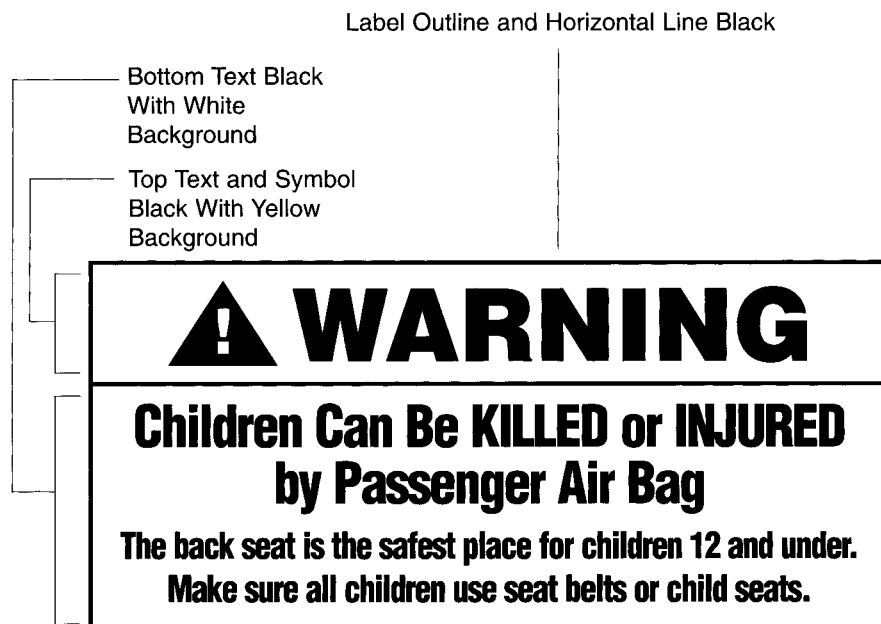 Label Outline and Horizontal Line Black
Bottom Text Black
With White
Background
Top Text and Symbol
Black With Yellow
Background
! WARNING
Children Can Be KILLED or INJURED
by Passenger Air Bag
The back seat is the safest place for children 12 and under.
Make sure all children use seat belts or child seats.